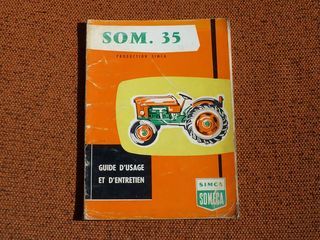 SOM. 35
PRODUCTION SIMCA
GUIDE D'USAGE
ET D'ENTRETIEN
SIMCA
SOMECA